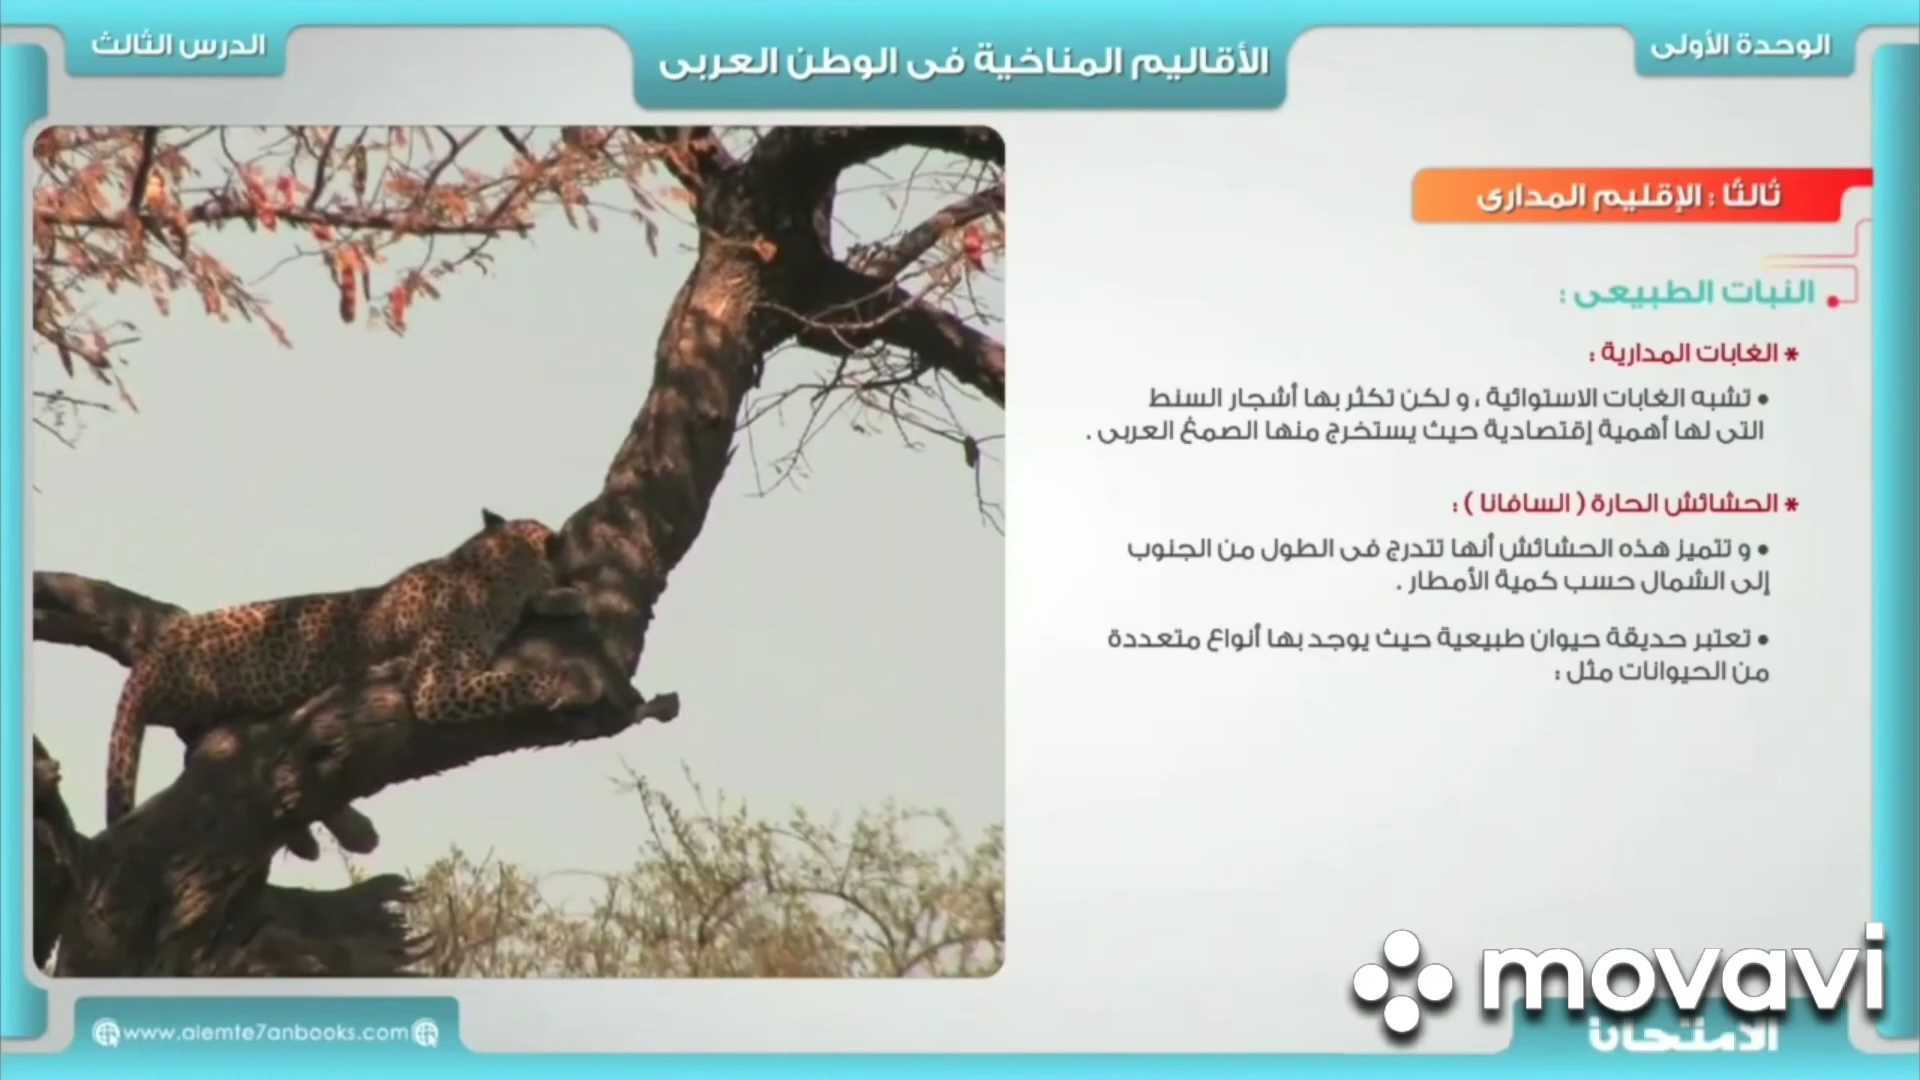 الوحدة الأولى
الأقاليم المناخية فى الوطن العربى
الدرس الثالث
ثالثًا : الإقليم المدارى
النبات الطبيعى :
* الغابات المدارية :
• تشبه الغابات الاستوائية ، و لكن تكثر بها أشجار السنط
التى لها أهمية إقتصادية حيث يستخرج منها الصمغ العربى .
* الحشائش الحارة ( السافانا ) :
• و تتميز هذه الحشائش أنها تتدرج فى الطول من الجنوب
إلى الشمال حسب كمية الأمطار .
• تعتبر حديقة حيوان طبيعية حيث يوجد بها أنواع متعددة
من الحيوانات مثل :
movavi
الامتحان
www.alemte7anbooks.com